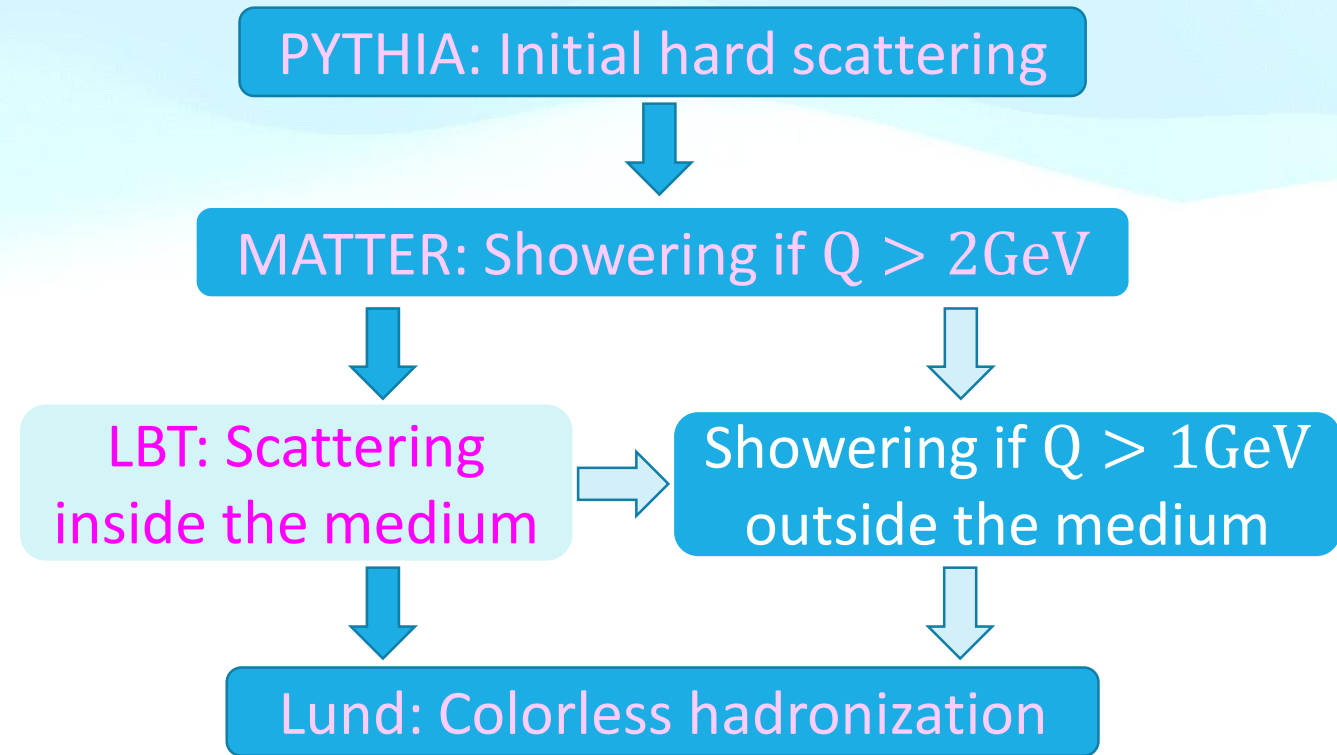 PYTHIA: Initial hard scattering
MATTER: Showering if Q > 2GeV
LBT: Scattering
inside the medium
Showering if Q > 1GeV
outside the medium
Lund: Colorless hadronization